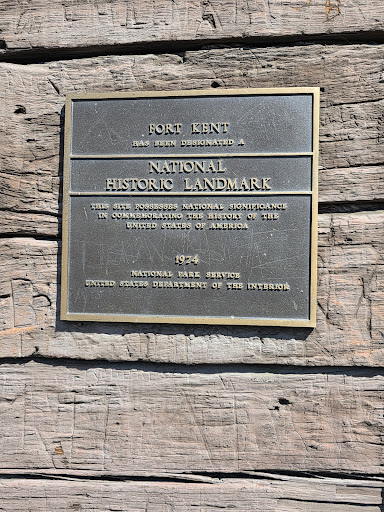 FORT KENT
HAS BEEN DESIGNATED A
NATIONAL
HISTORIC LANDMARK
THIS SITE POSSESSES NATIONAL SIGNIFICANCE
IN COMMEMORATING THE HISTORY OF THE
UNITED STATES OF AMERICA
1974
NATIONAL PARK SERVICE
UNITED STATES DEPARTMENT OF THE INTERIOR